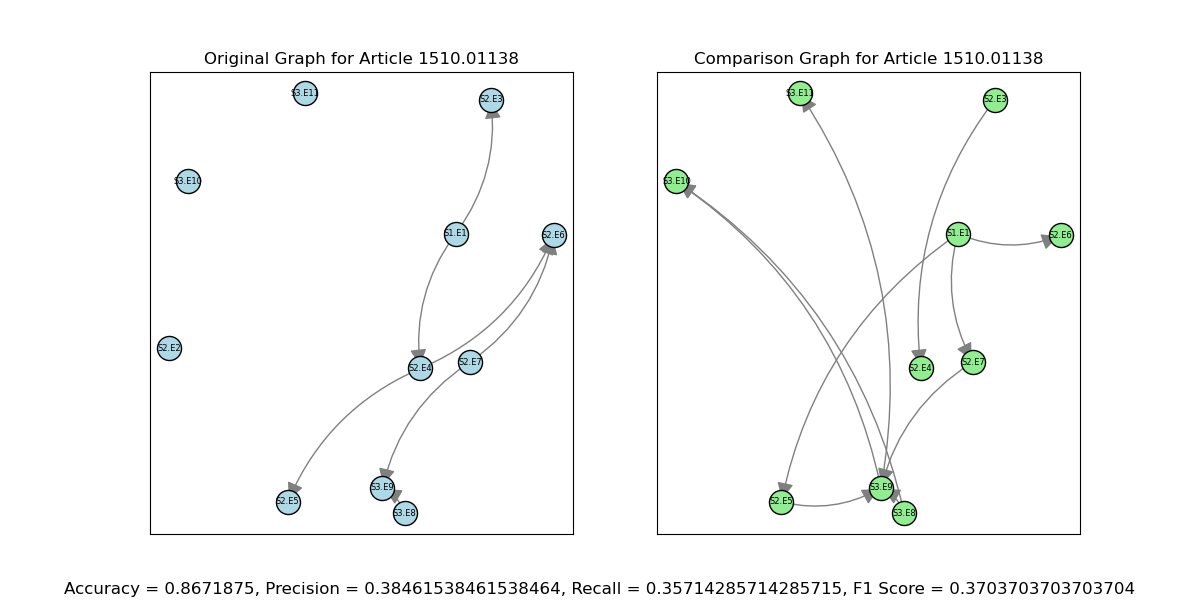 Original Graph for Article 1510.01138
S3.E11
S2.E3
S3.E10
S1.E1
S2.E6
S2.E2
S2.E4
S2.E7
S3.E9
S2.E5
S3.E8
Comparison Graph for Article 1510.01138
S3.E11
S2.E3
S3.E10
S1.E1
S2.E6
S2.E4
S2.E7
S3.E9
S2.E5
S3.E8
Accuracy = 0.8671875, Precision = 0.38461538461538464, Recall = 0.35714285714285715, F1 Score = 0.3703703703703704